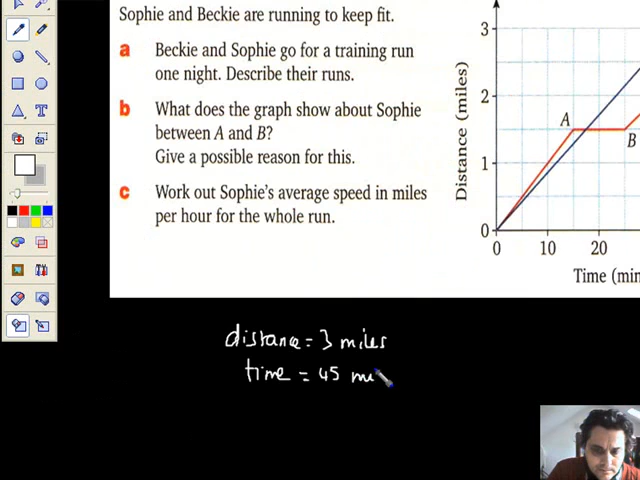 Sophie and Beckie are running to keep fit.
a Beckie and Sophie go for a training run
one night. Describe their runs.
b What does the graph show about Sophie
between A and B?
Give a possible reason for this.
c Work out Sophie's average speed in miles
per hour for the whole run.
Distance (miles)
3
2
1
0
A
B
0 10 20
Time (min
distance = 3 miles
time = 45 mi
T